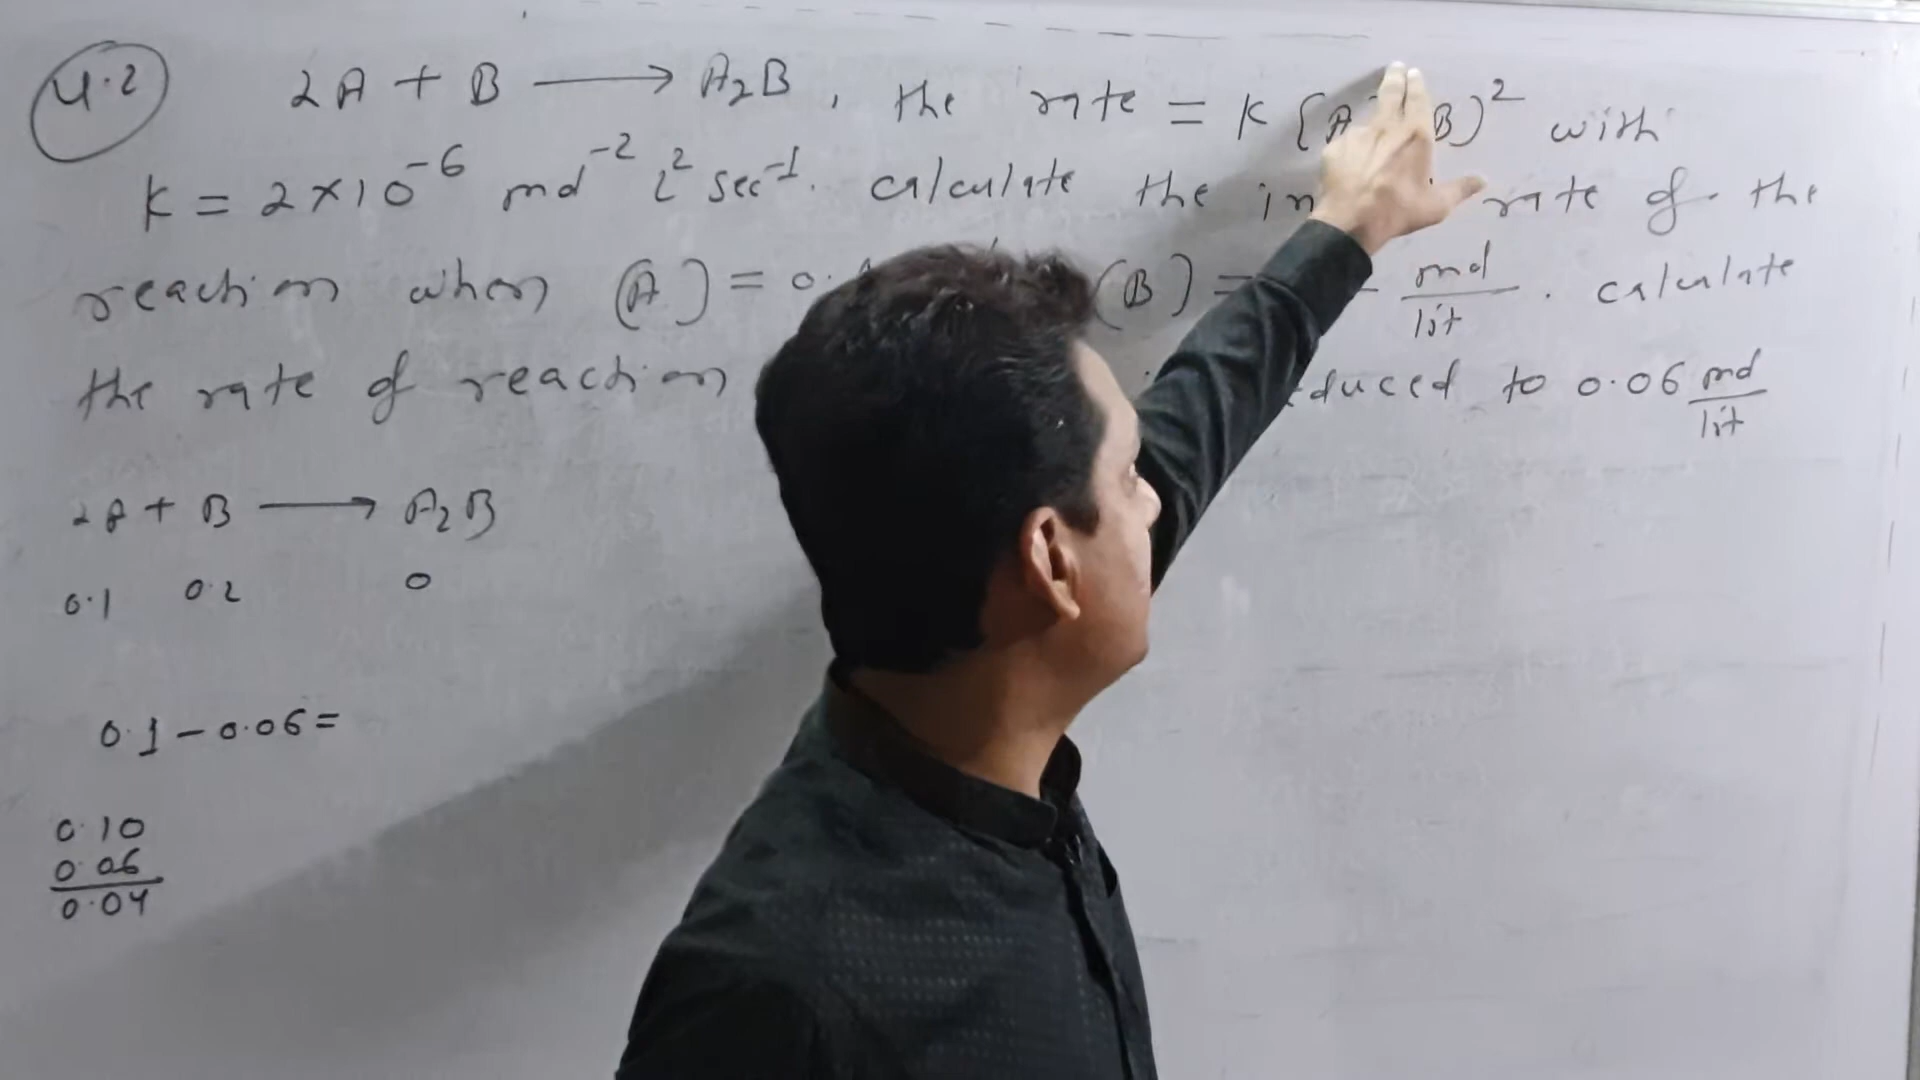 4.2 2A + B → A₂B, the rate = K [A B]² with
K = 2×10⁻⁶ mol⁻² L² sec⁻¹. calculate the rate of the
reaction when [A] = 0. [B] = mol/lit. calculate
the rate of reaction to 0.06 mol/lit
2A + B → A₂B
0.1 0.2 0
0.1 - 0.06 =
0.10
0.06
0.04